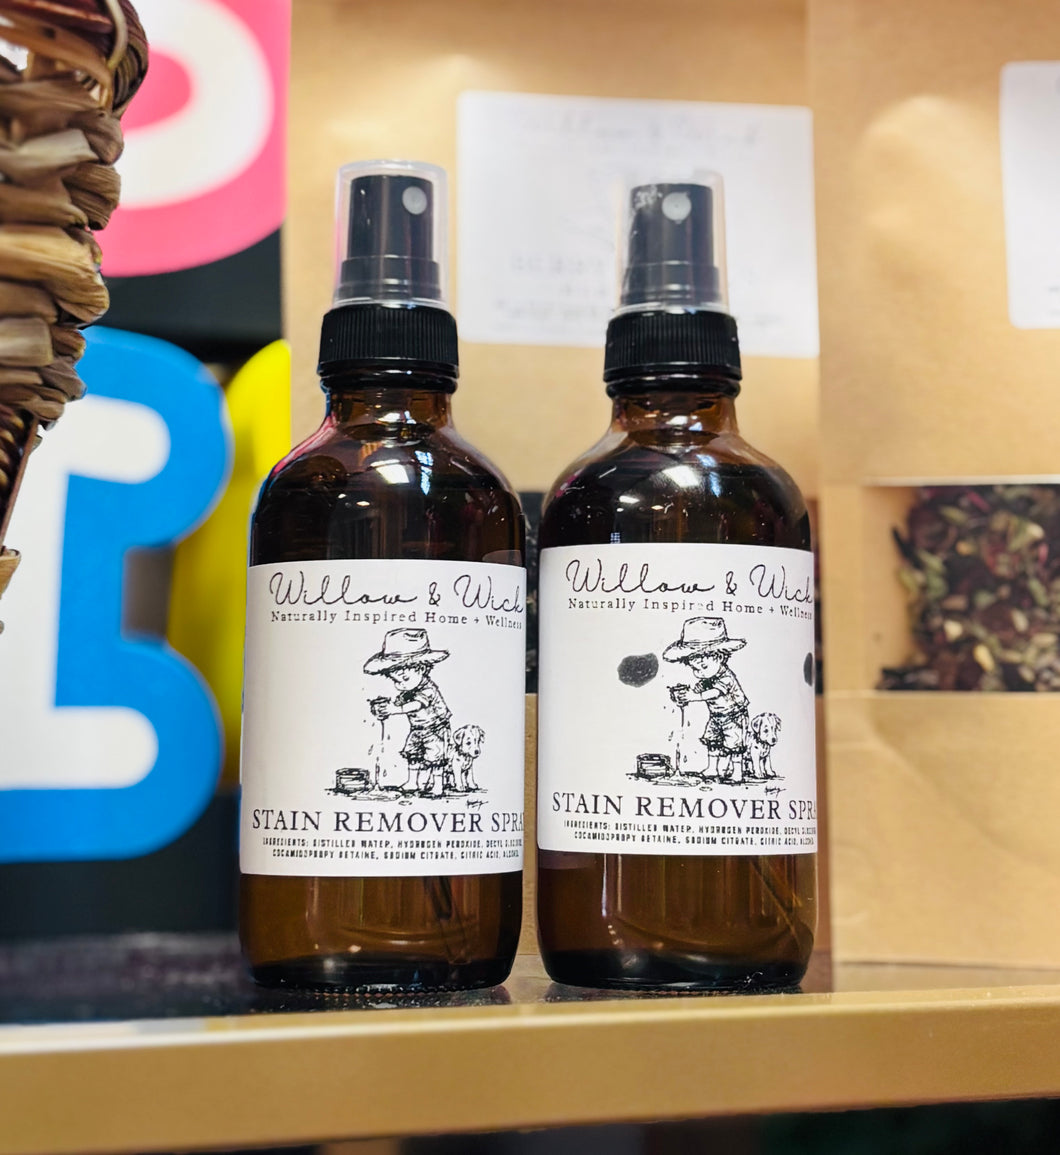 Willow & Wick
Naturally Inspired Home + Wellness
STAIN REMOVER SPRA
INGREDIENTS: DISTILLED WATER, HYDROGEN PEROXIDE, DECYL
COCAMIDOPROPY BETAINE, SODIUM CITRATE, CITRIC ACID, ALCOHOL
Willow & Wick
Naturally Inspired Home + Wellness
STAIN REMOVER SPRA
INGREDIENTS: DISTILLED WATER, HYDROGEN PEROXIDE, DECYL
COCAMIDOPROPY BETAINE, SODIUM CITRATE, CITRIC ACID, ALCOHOL